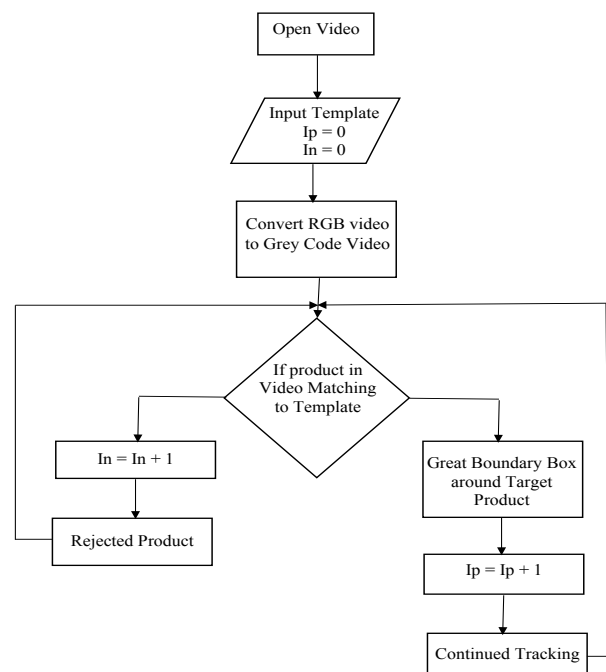 Open Video
Input Template
Ip = 0
In = 0
Convert RGB video
to Grey Code Video
If product in
Video Matching
to Template
In = In + 1
Rejected Product
Great Boundary Box
around Target
Product
Ip = Ip + 1
Continued Tracking